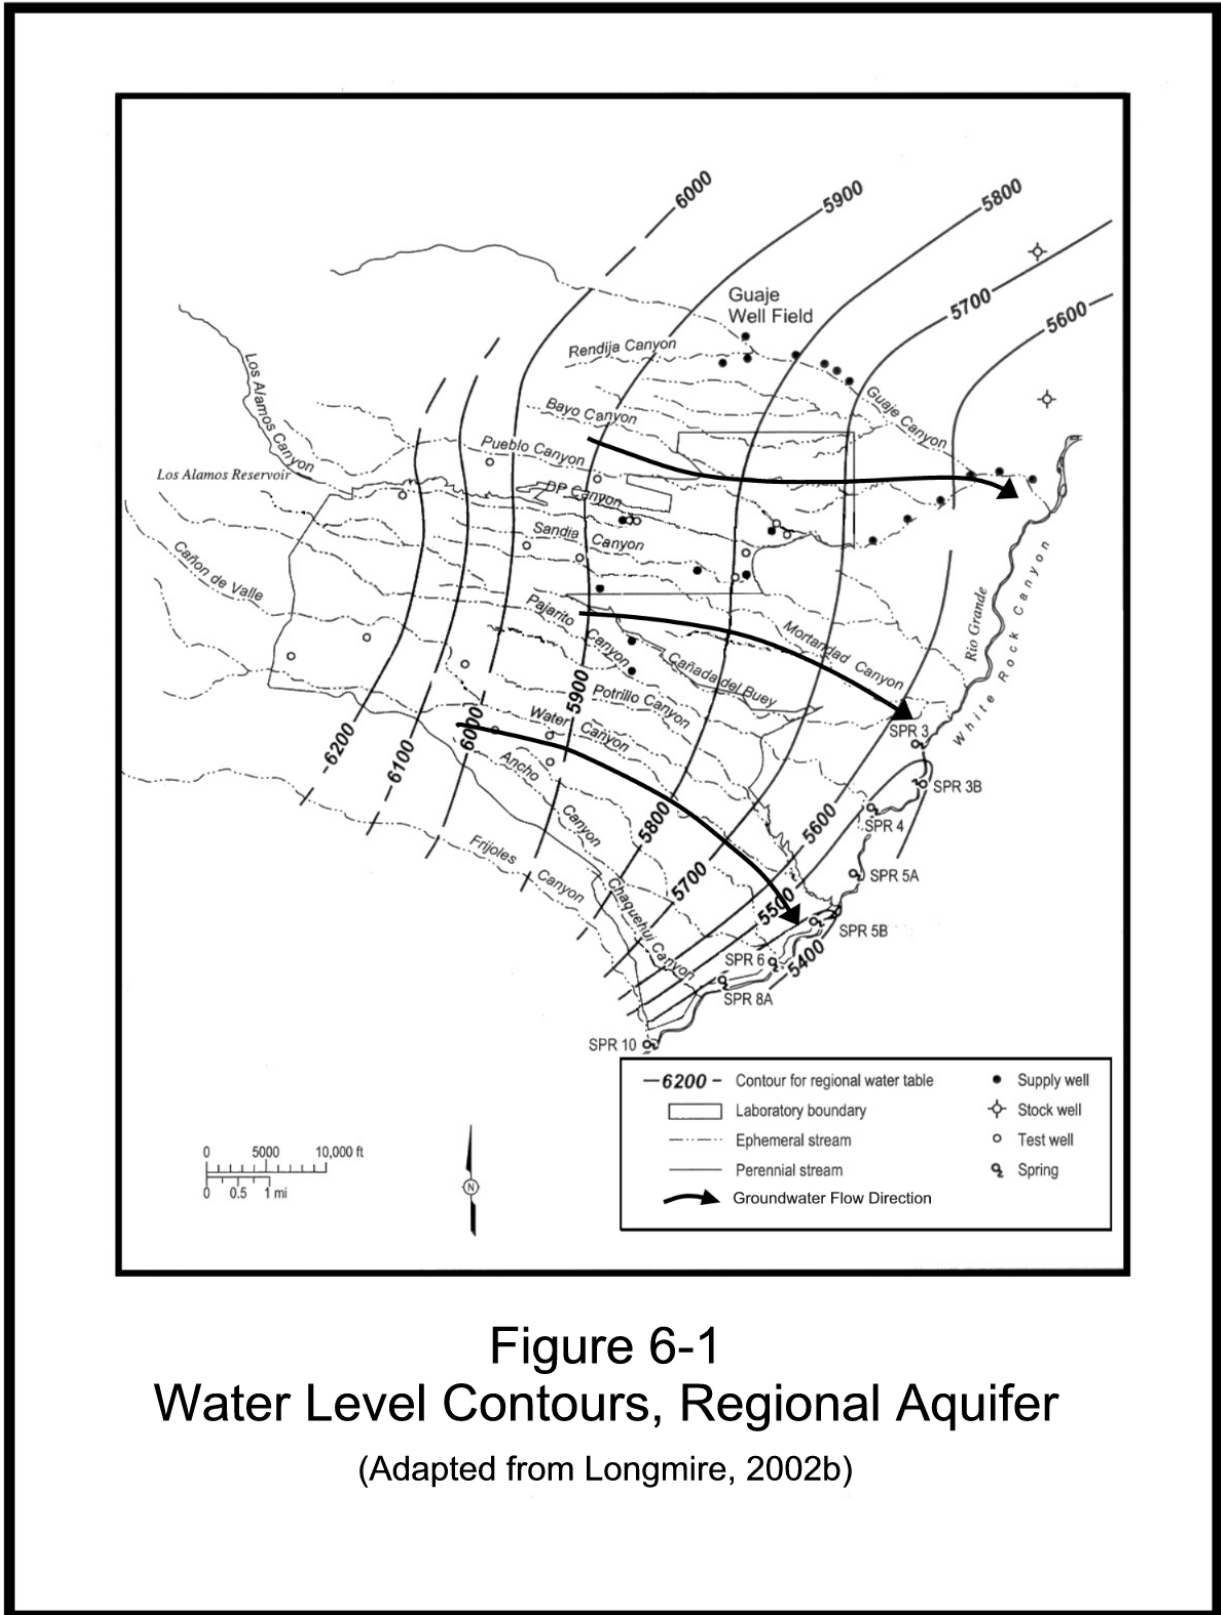 6000
5900
5800
5700
5600
Guaje
Well Field
Rendija Canyon
Los Alamos Canyon
Bayo Canyon
Guaje Canyon
Pueblo Canyon
Los Alamos Reservoir
DP Canyon
Sandia Canyon
Cañon de Valle
Pajarito Canyon
Mortandad Canyon
Rio Grande
White Rock Canyon
Cañada del Buey
Potrillo Canyon
5900
6000
6100
6200
Water Canyon
SPR 3
Ancho Canyon
SPR 3B
5800
5600
SPR 4
Frijoles Canyon
5700
SPR 5A
Chaquehui Canyon
5500
SPR 5B
SPR 6
5400
SPR 8A
SPR 10
6200 Contour for regional water table
Laboratory boundary
Ephemeral stream
Perennial stream
Groundwater Flow Direction
Supply well
Stock well
Test well
Spring
0 5000 10,000 ft
0 0.5 1 mi
N
Figure 6-1
Water Level Contours, Regional Aquifer
(Adapted from Longmire, 2002b)